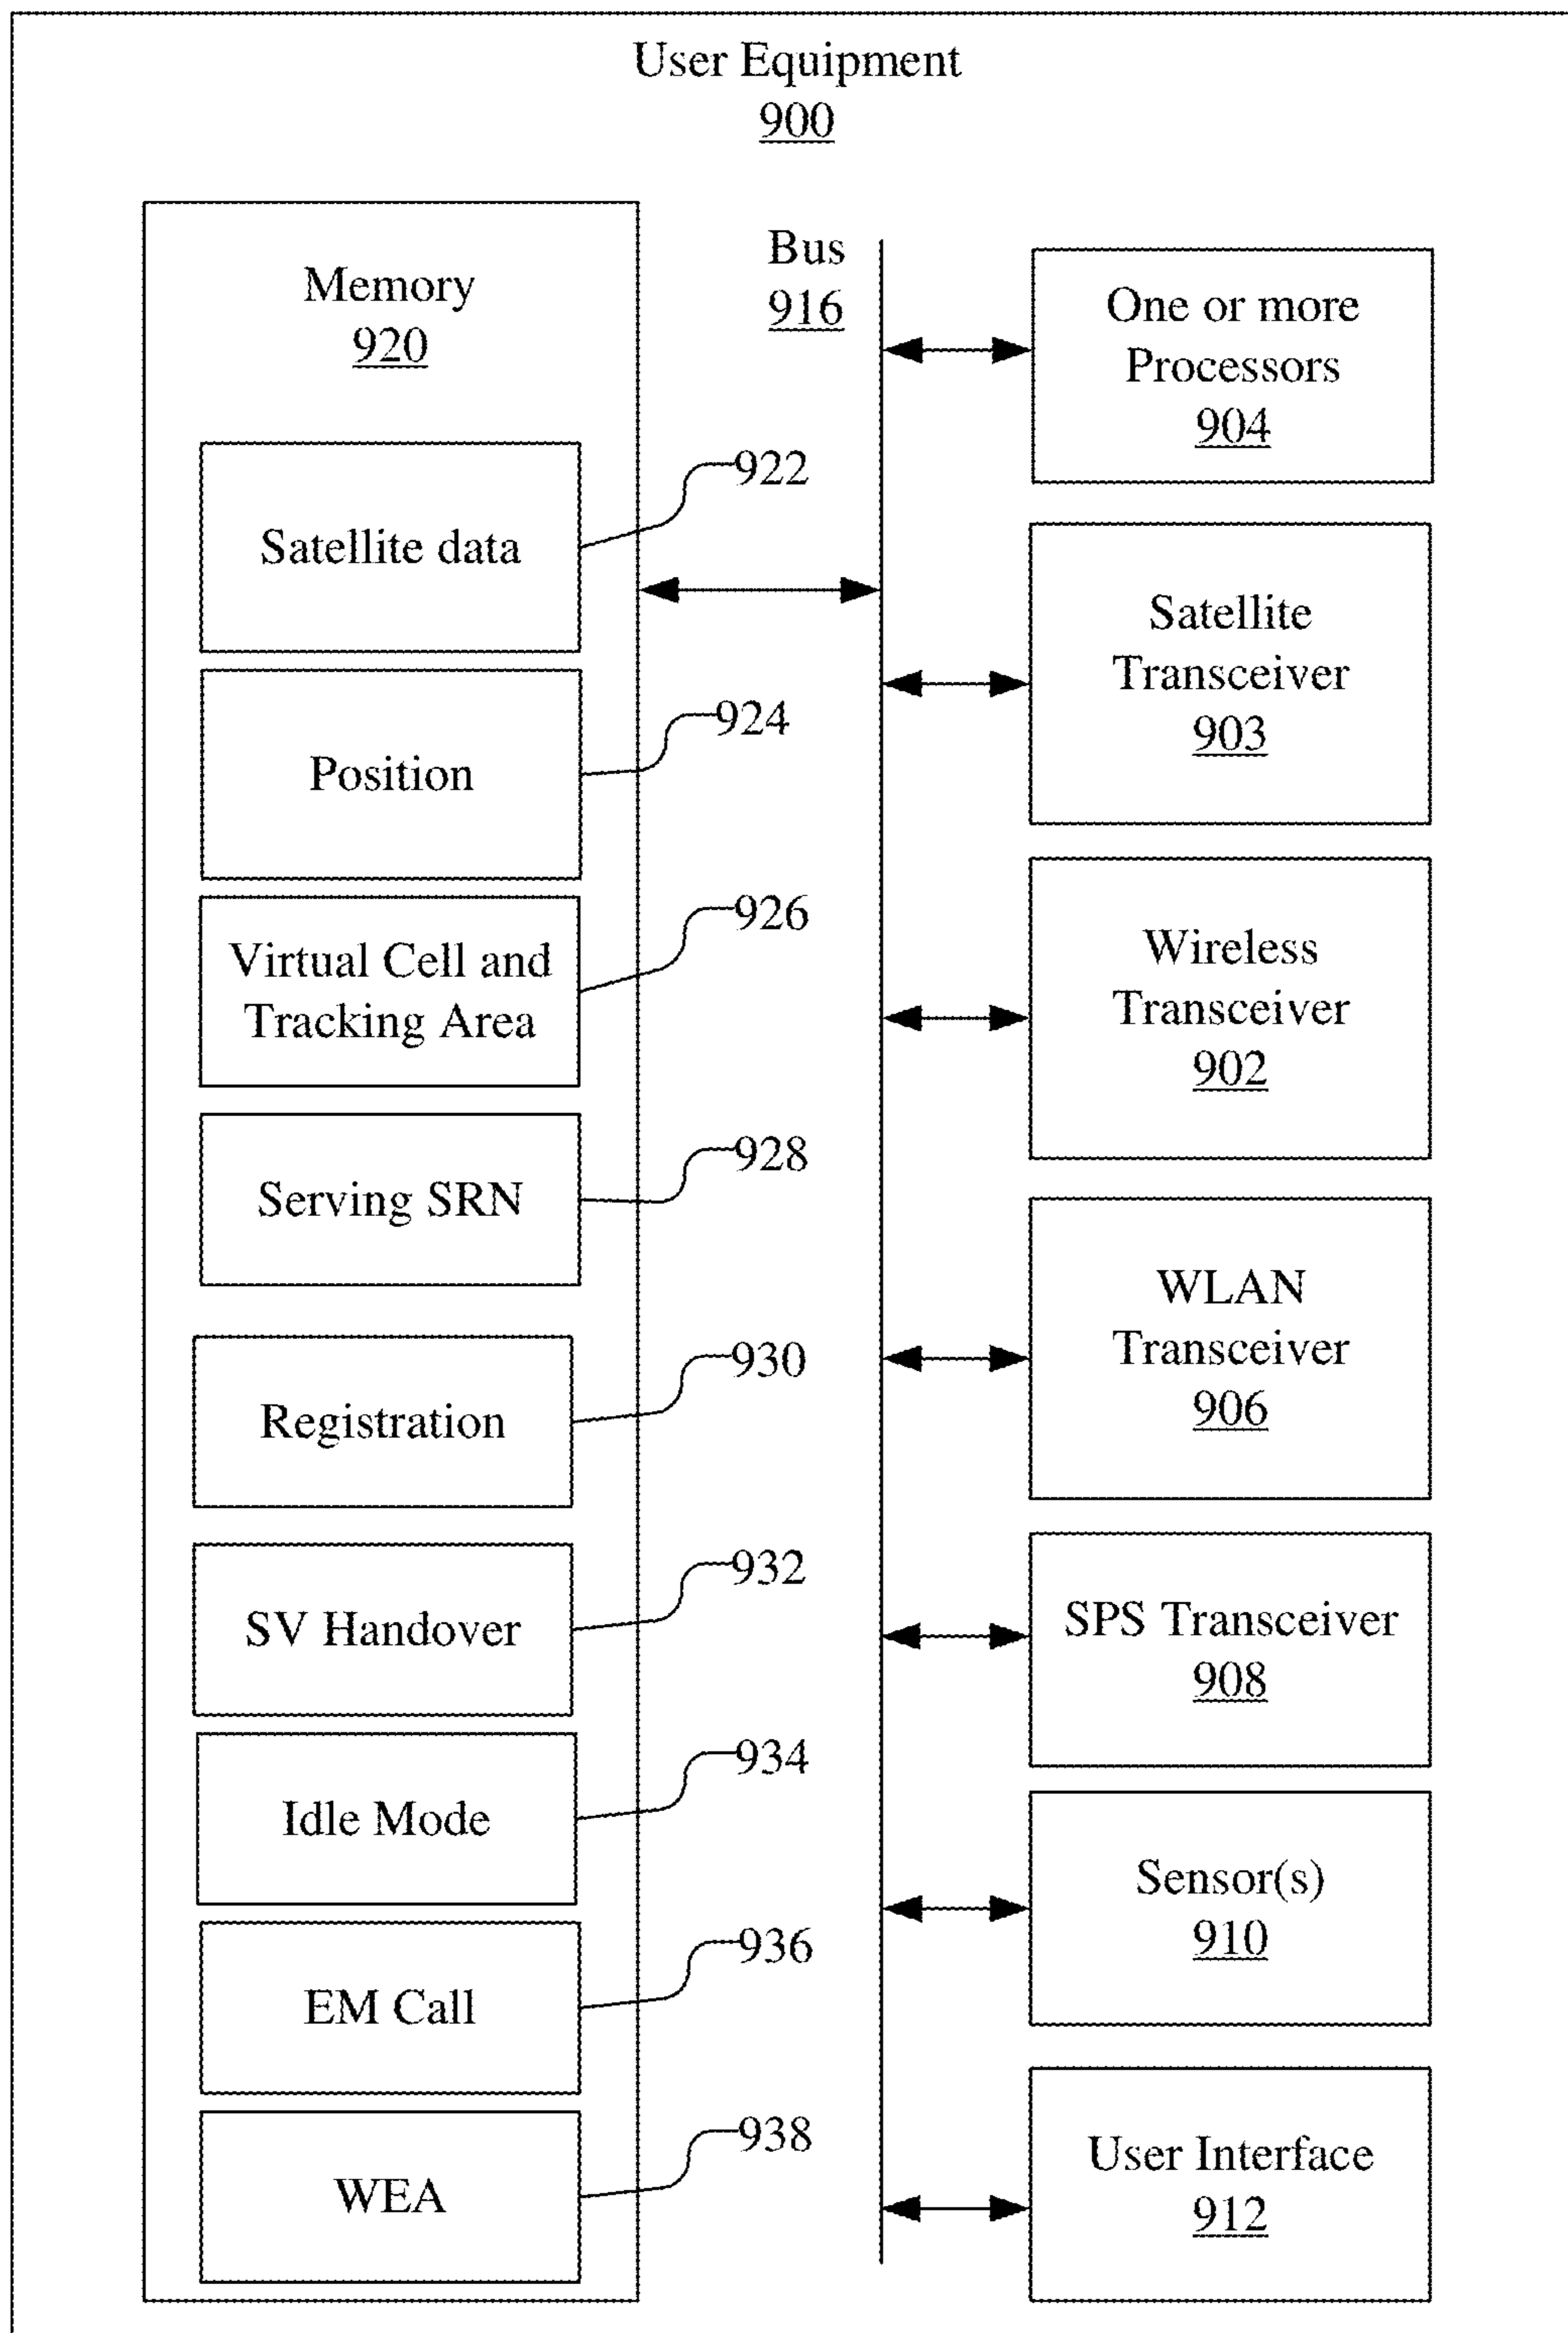 User Equipment
900
Memory
920
Satellite data
922
Position
924
Virtual Cell and
Tracking Area
926
Serving SRN
928
Registration
930
SV Handover
932
Idle Mode
934
EM Call
936
WEA
938
Bus
916
One or more
Processors
904
Satellite
Transceiver
903
Wireless
Transceiver
902
WLAN
Transceiver
906
SPS Transceiver
908
Sensor(s)
910
User Interface
912